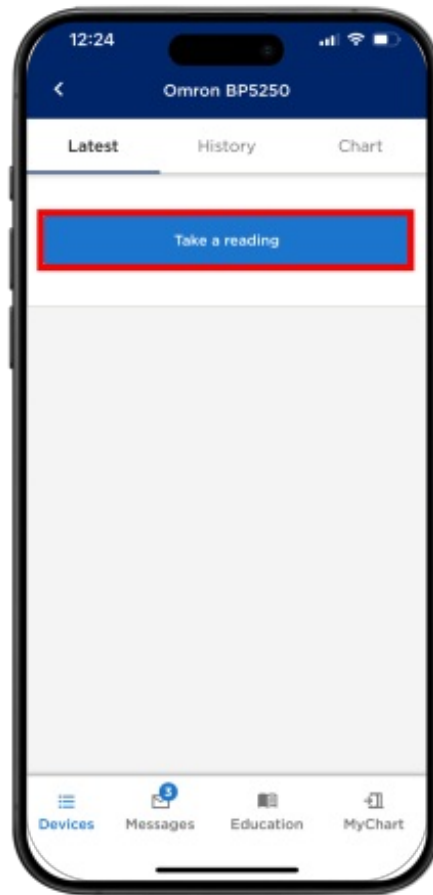 12:24
Omron BP5250
Latest History Chart
Take a reading
3
Devices Messages Education MyChart